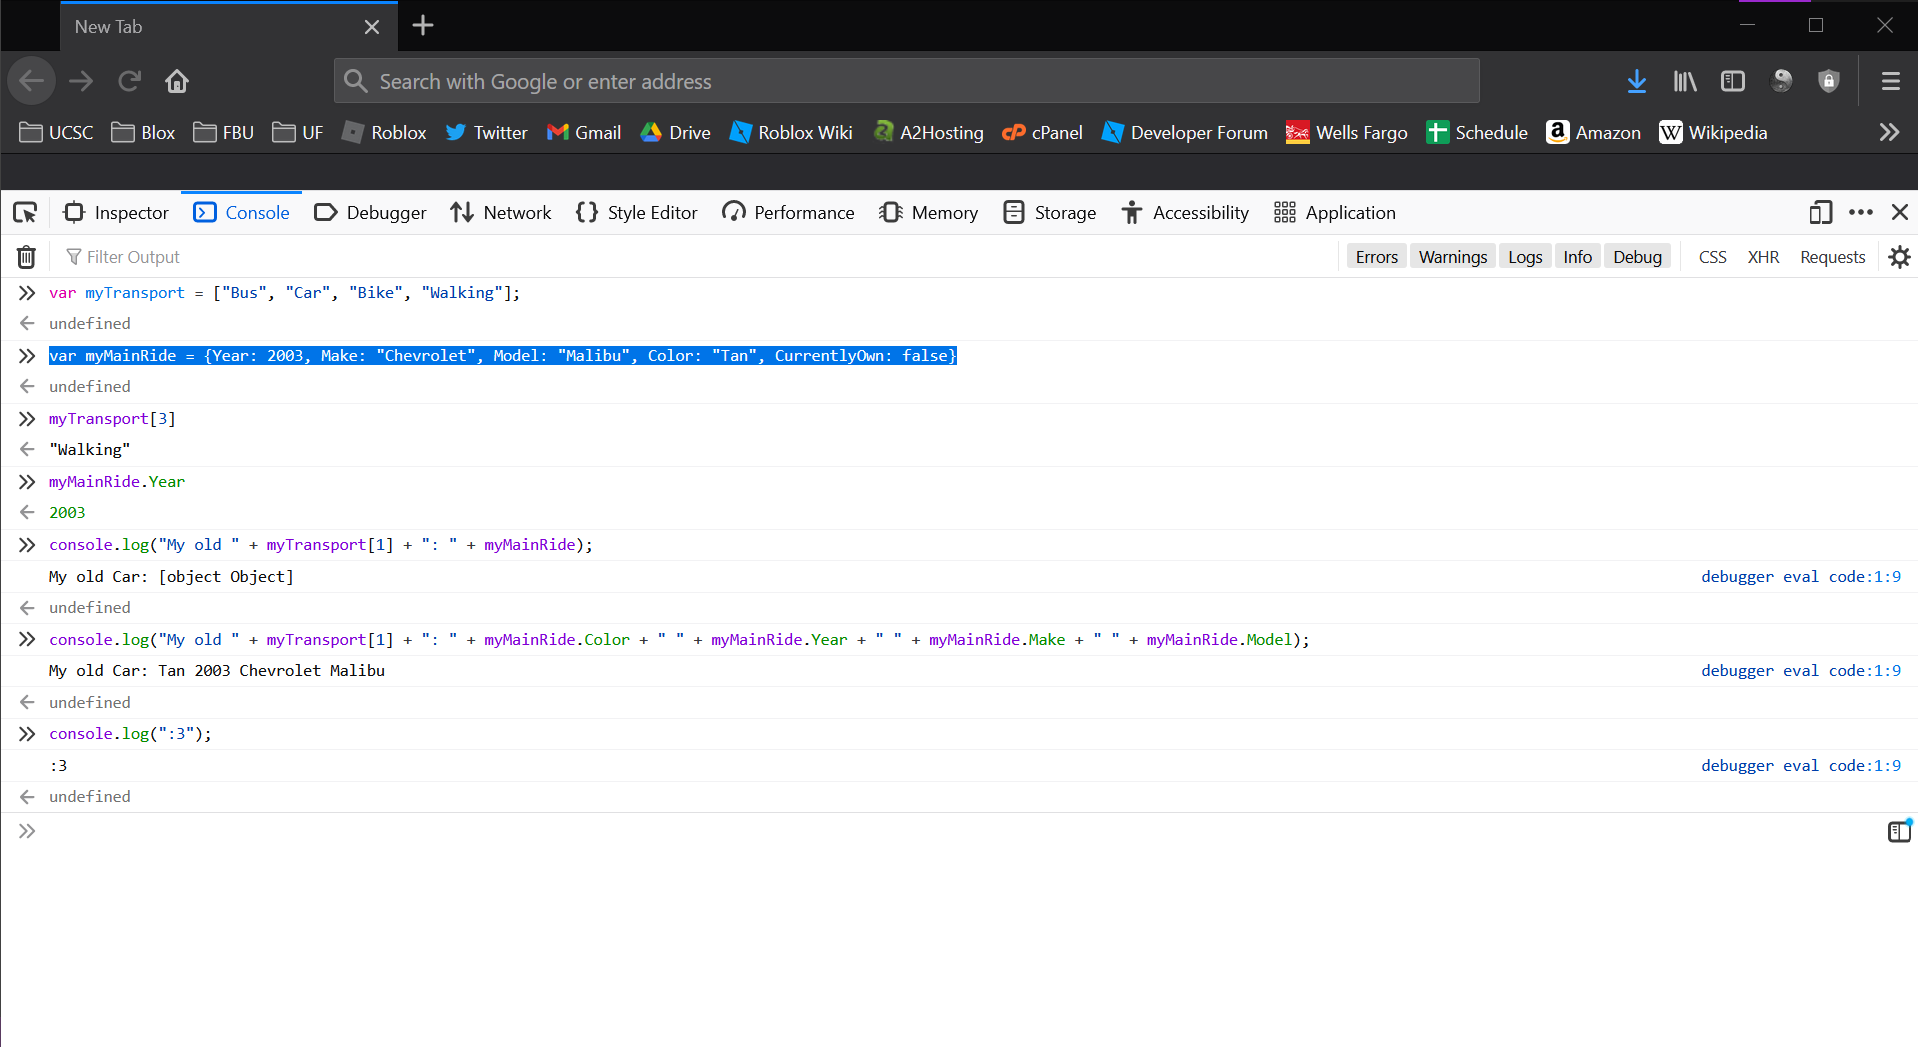 New Tab
Search with Google or enter address
UCSC Blox FBU UF Roblox Twitter Gmail Drive Roblox Wiki A2Hosting cPanel Developer Forum Wells Fargo Schedule Amazon Wikipedia
Inspector Console Debugger Network Style Editor Performance Memory Storage Accessibility Application
Filter Output Errors Warnings Logs Info Debug CSS XHR Requests
var myTransport = ["Bus", "Car", "Bike", "Walking"];
undefined
var myMainRide = {Year: 2003, Make: "Chevrolet", Model: "Malibu", Color: "Tan", CurrentlyOwn: false}
undefined
myTransport[3]
"Walking"
myMainRide.Year
2003
console.log("My old " + myTransport[1] + ": " + myMainRide);
My old Car: [object Object] debugger eval code:1:9
undefined
console.log("My old " + myTransport[1] + ": " + myMainRide.Color + " " + myMainRide.Year + " " + myMainRide.Make + " " + myMainRide.Model);
My old Car: Tan 2003 Chevrolet Malibu debugger eval code:1:9
undefined
console.log(":3");
:3 debugger eval code:1:9
undefined